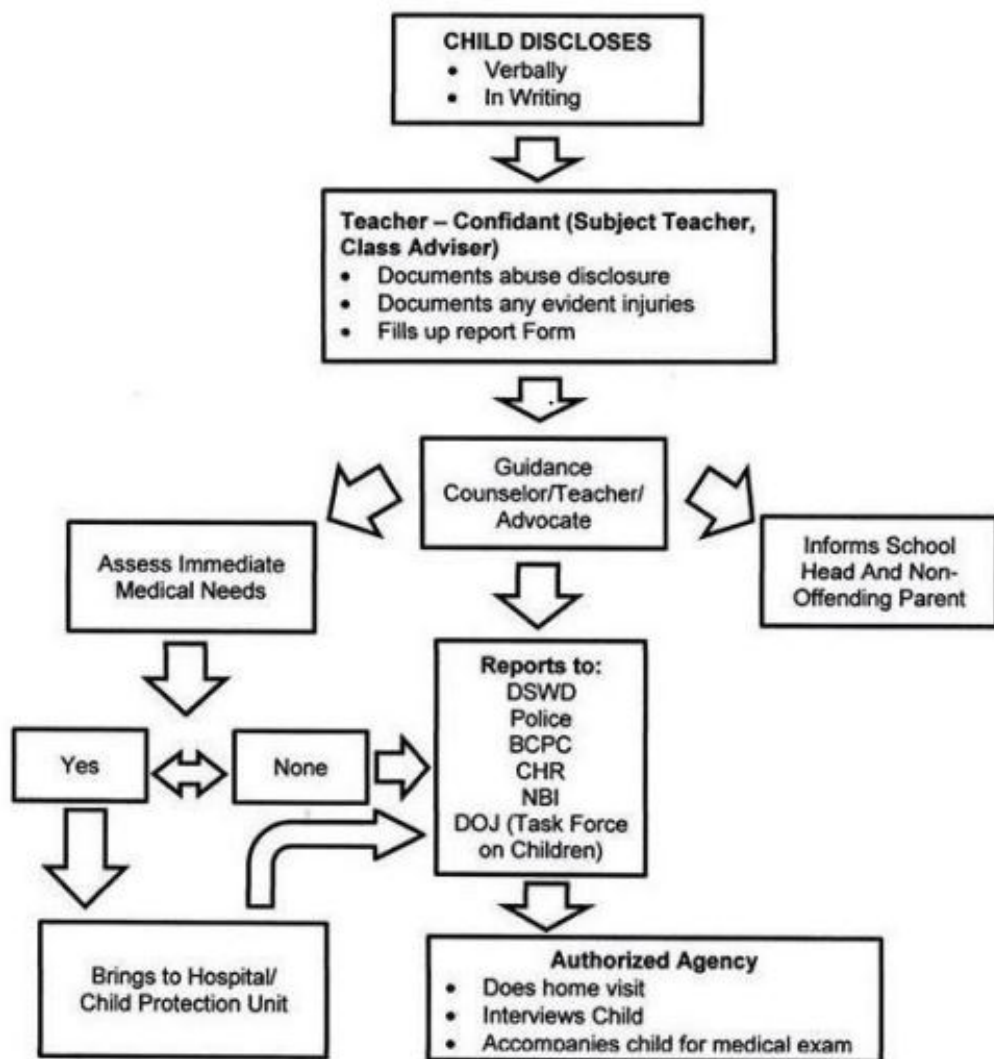 CHILD DISCLOSES
• Verbally
• In Writing
Teacher – Confidant (Subject Teacher,
Class Adviser)
• Documents abuse disclosure
• Documents any evident injuries
• Fills up report Form
Guidance
Counselor/Teacher/
Advocate
Assess Immediate
Medical Needs
Informs School
Head And Non-
Offending Parent
Reports to:
DSWD
Police
BCPC
CHR
NBI
DOJ (Task Force
on Children)
Yes
None
Brings to Hospital/
Child Protection Unit
Authorized Agency
• Does home visit
• Interviews Child
• Accompanies child for medical exam